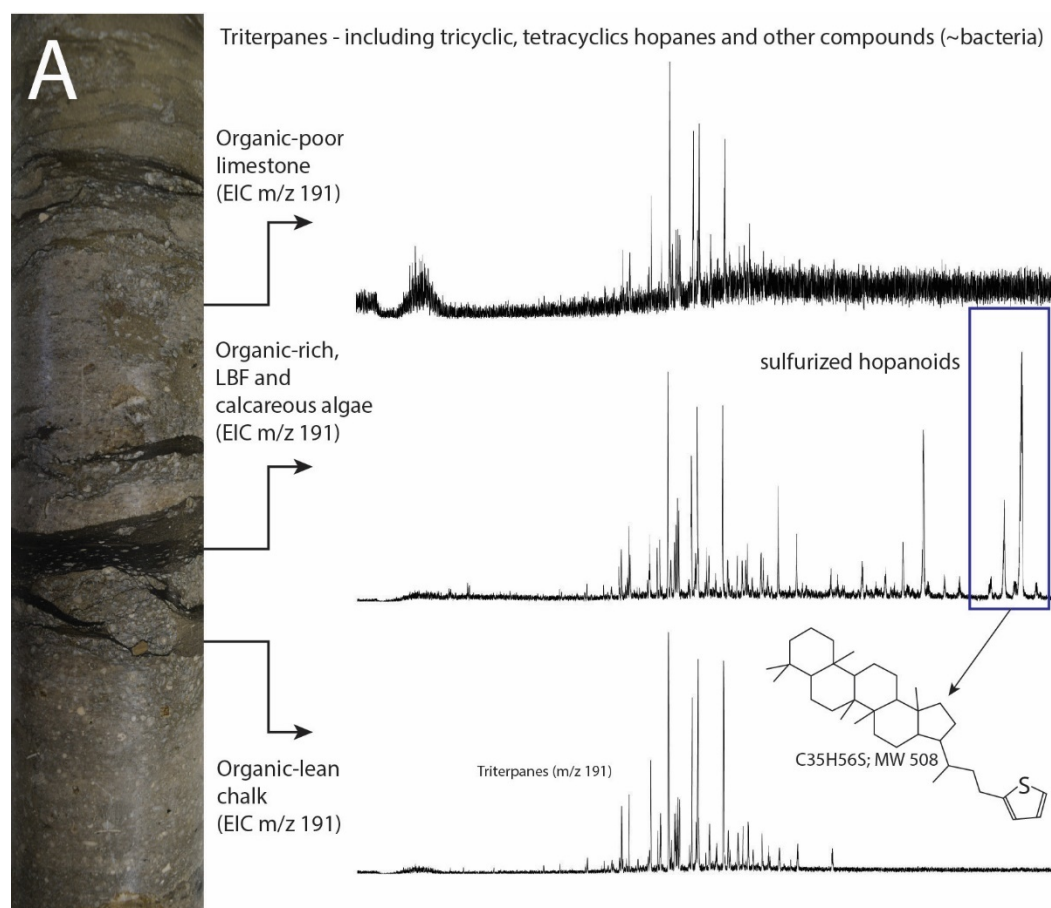 A
Triterpanes - including tricyclic, tetracyclics hopanes and other compounds (~bacteria)
Organic-poor
limestone
(EIC m/z 191)
Organic-rich,
LBF and
calcareous algae
(EIC m/z 191)
sulfurized hopanoids
C35H56S; MW 508
S
Triterpanes (m/z 191)
Organic-lean
chalk
(EIC m/z 191)